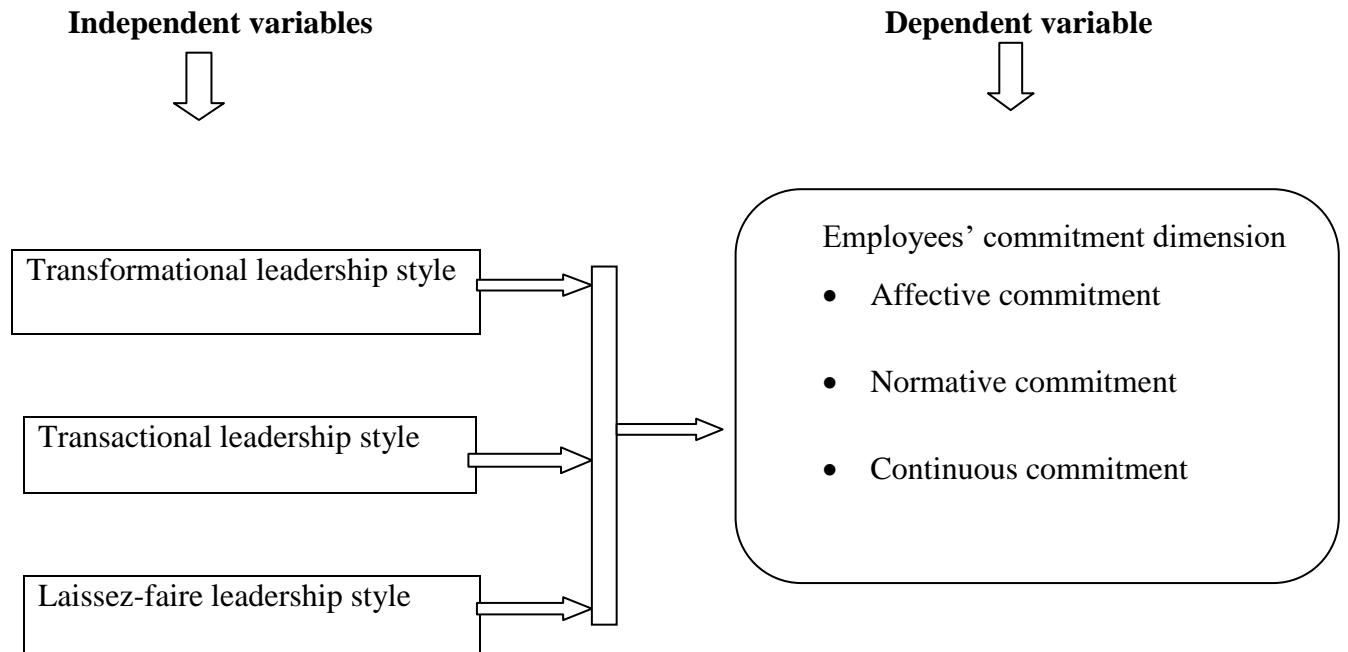 Independent variables
Dependent variable
Transformational leadership style
Transactional leadership style
Laissez-faire leadership style
Employees’ commitment dimension
• Affective commitment
• Normative commitment
• Continuous commitment